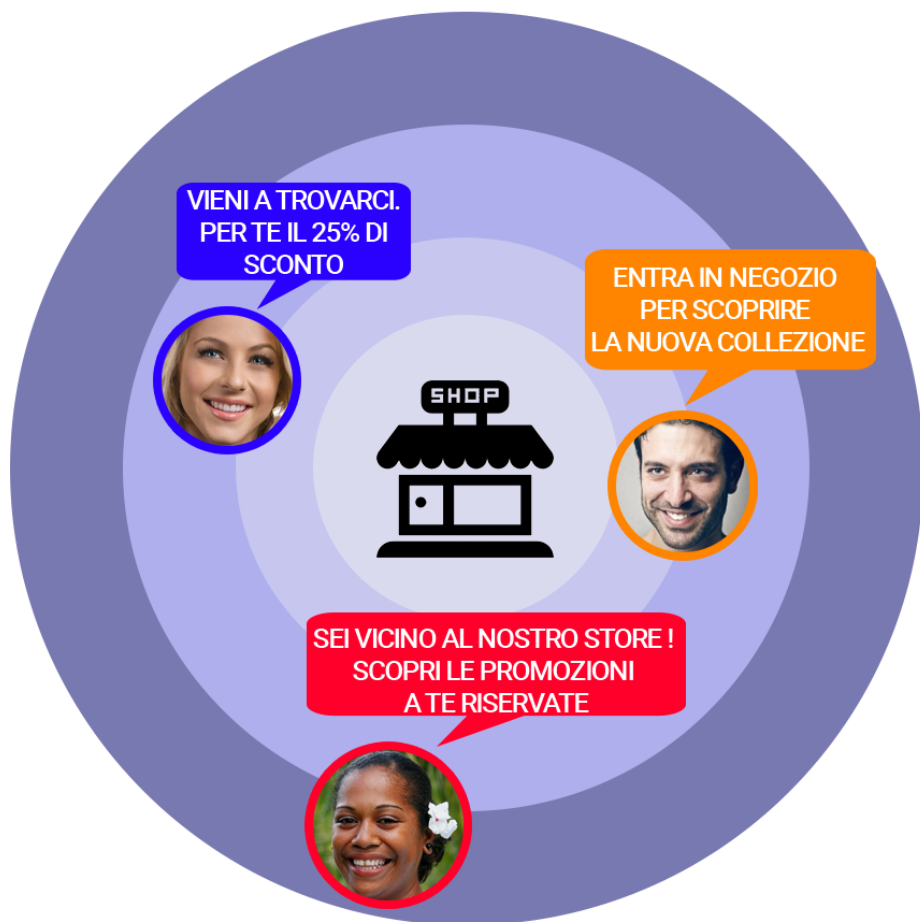 VIENI A TROVARCI.
PER TE IL 25% DI
SCONTO
ENTRA IN NEGOZIO
PER SCOPRIRE
LA NUOVA COLLEZIONE
SHOP
SEI VICINO AL NOSTRO STORE !
SCOPRI LE PROMOZIONI
A TE RISERVATE